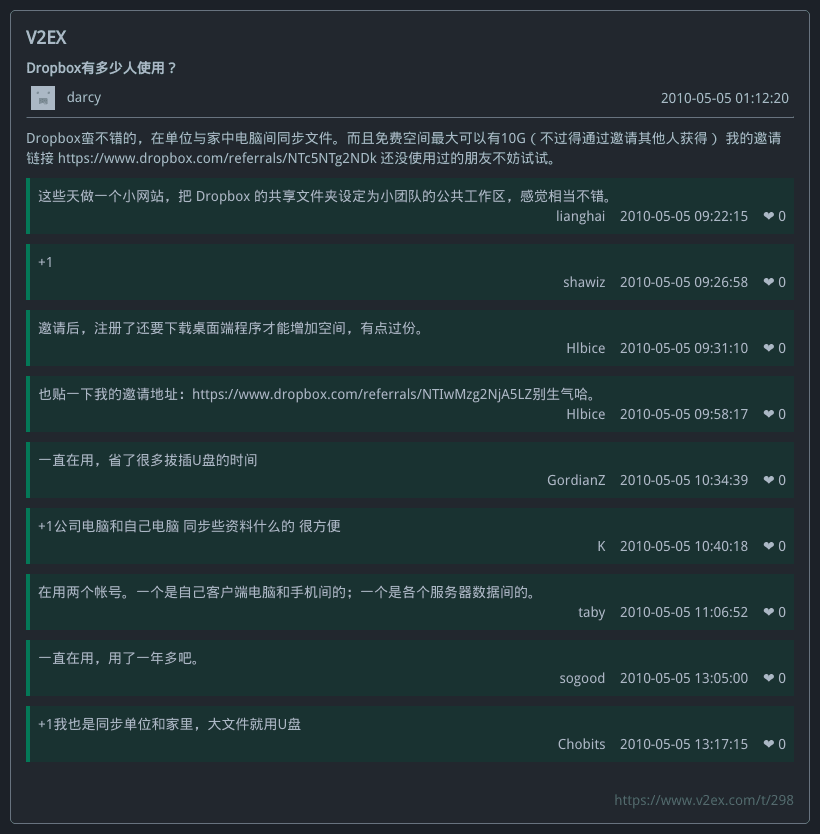 V2EX
Dropbox有多少人使用？
darcy 2010-05-05 01:12:20
Dropbox蛮不错的，在单位与家中电脑间同步文件。而且免费空间最大可以有10G（不过得通过邀请其他人获得）我的邀请
链接 https://www.dropbox.com/referrals/NTc5NTg2NDk 还没使用过的朋友不妨试试。
这些天做一个小网站，把 Dropbox 的共享文件夹设定为小团队的公共工作区，感觉相当不错。
lianghai 2010-05-05 09:22:15 ❤ 0
+1
shawiz 2010-05-05 09:26:58 ❤ 0
邀请后，注册了还要下载桌面端程序才能增加空间，有点过份。
Hlbice 2010-05-05 09:31:10 ❤ 0
也贴一下我的邀请地址：https://www.dropbox.com/referrals/NTIwMzg2NjA5LZ别生气哈。
Hlbice 2010-05-05 09:58:17 ❤ 0
一直在用，省了很多拔插U盘的时间
GordianZ 2010-05-05 10:34:39 ❤ 0
+1公司电脑和自己电脑 同步些资料什么的 很方便
K 2010-05-05 10:40:18 ❤ 0
在用两个帐号。一个是自己客户端电脑和手机间的；一个是各个服务器数据间的。
taby 2010-05-05 11:06:52 ❤ 0
一直在用，用了一年多吧。
sogood 2010-05-05 13:05:00 ❤ 0
+1我也是同步单位和家里，大文件就用U盘
Chobits 2010-05-05 13:17:15 ❤ 0
https://www.v2ex.com/t/298